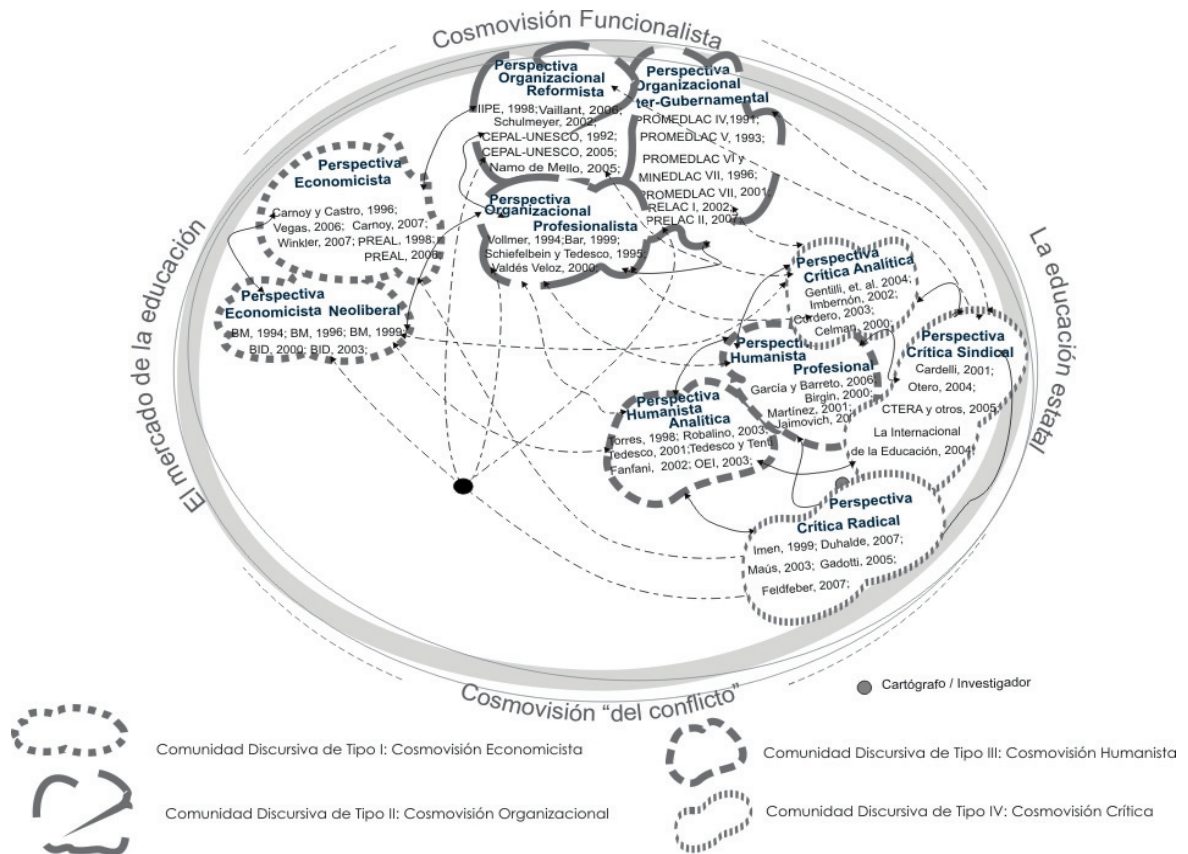 Cosmovisión Funcionalista
El mercado de la educación
La educación estatal
Cosmovisión "del conflicto"
Perspectiva
Organizacional
Reformista
IIPE, 1998; Vaillant, 2006;
Schulmeyer, 2002;
CEPAL-UNESCO, 1992;
CEPAL-UNESCO, 2005;
Namo de Mello, 2005;
Perspectiva
Organizacional
ter-Gubernamental
PROMEDLAC IV,1991;
PROMEDLAC V, 1993;
PROMEDLAC VI y
MINEDLAC VII, 1996;
PROMEDLAC VII, 2001;
PRELAC I, 2002;
PRELAC II, 2007;
Perspectiva
Economicista
Carnoy y Castro, 1996;
Vegas, 2006; Carnoy, 2007;
Winkler, 2007; PREAL, 1998;
PREAL, 2006;
Perspectiva
Organizacional
Profesionalista
Vollmer, 1994;Bar, 1999;
Schiefelbein y Tedesco, 1995;
Valdés Veloz, 2000;
Perspectiva
Economicista Neoliberal
BM, 1994; BM, 1996; BM, 1999;
BID, 2000; BID, 2003;
Perspectiva
Crítica Analítica
Gentilli, et. al. 2004;
Imbernón, 2002;
Cordero, 2003;
Celman, 2000;
Perspectiva
Humanista
Profesional
García y Barreto, 2006;
Birgin, 2000;
Martínez, 2001;
Jaimovich, 20
Perspectiva
Crítica Sindical
Cardelli, 2001;
Otero, 2004;
CTERA y otros, 2005;
La Internacional
de la Educación, 2004;
Perspectiva
Humanista
Analítica
Torres, 1998; Robalino, 2003;
Tedesco, 2001;Tedesco y Tenti
Fanfani, 2002; OEI, 2003;
Perspectiva
Crítica Radical
Imen, 1999; Duhalde, 2007;
Maús, 2003; Gadotti, 2005;
Feldfeber, 2007;
Cartógrafo / Investigador
Comunidad Discursiva de Tipo I: Cosmovisión Economicista
Comunidad Discursiva de Tipo II: Cosmovisión Organizacional
Comunidad Discursiva de Tipo III: Cosmovisión Humanista
Comunidad Discursiva de Tipo IV: Cosmovisión Crítica